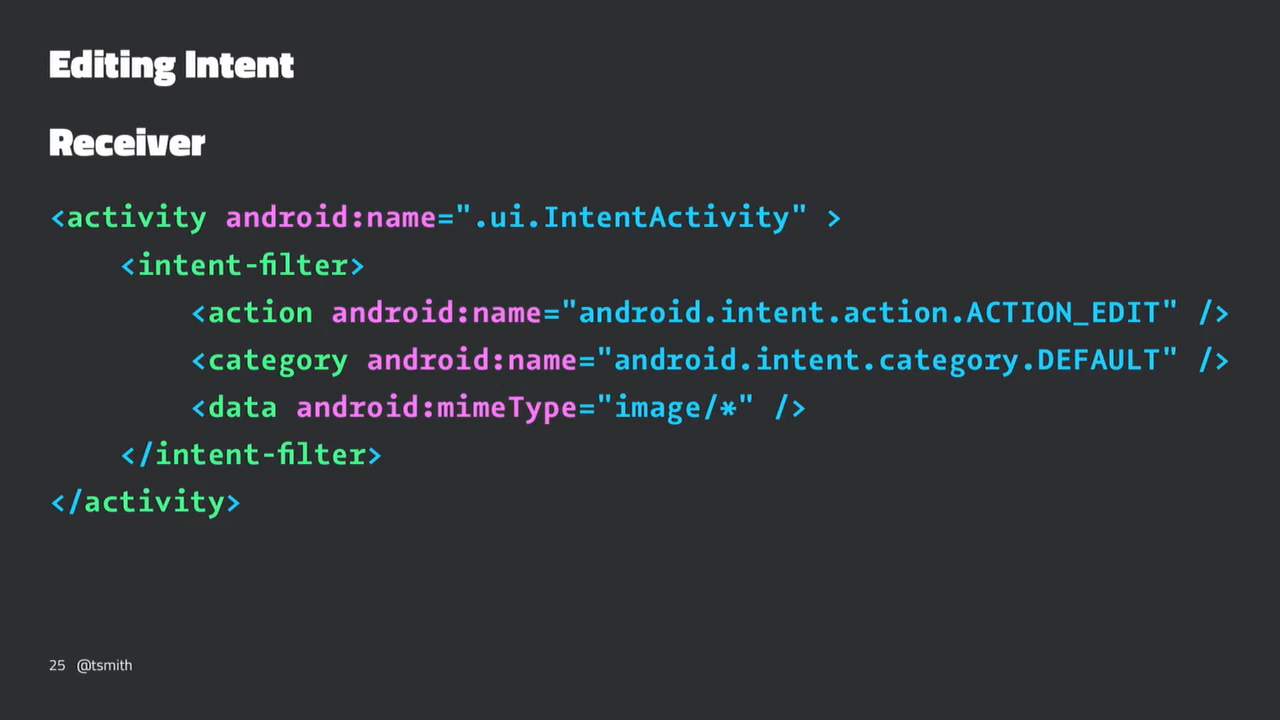 Editing Intent
Receiver
<activity android:name=".ui.IntentActivity" >
    <intent-filter>
        <action android:name="android.intent.action.ACTION_EDIT" />
        <category android:name="android.intent.category.DEFAULT" />
        <data android:mimeType="image/*" />
    </intent-filter>
</activity>
25 @tsmith